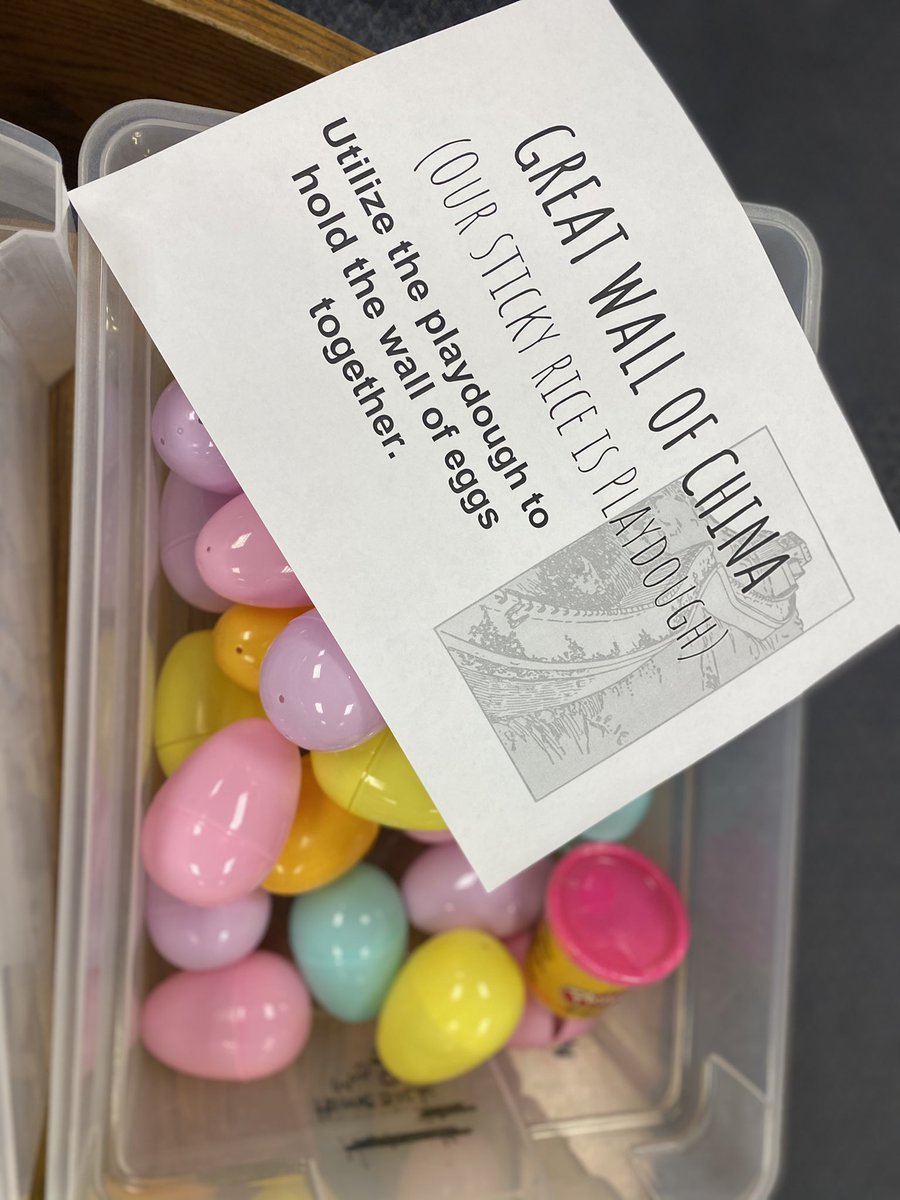 GREAT WALL OF CHINA
(OUR STICKY RICE IS PLAYDOUGH)
Utilize the playdough to
hold the wall of eggs
together.